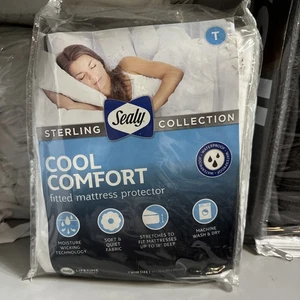 T
Sealy
STERLING COLLECTION
COOL
COMFORT
fitted mattress protector
WATERPROOF
MOISTURE
WICKING
TECHNOLOGY
SOFT &
QUIET
FABRIC
STRETCHES TO
FIT MATTRESSES
UP TO 18" DEEP
MACHINE
WASH & DRY